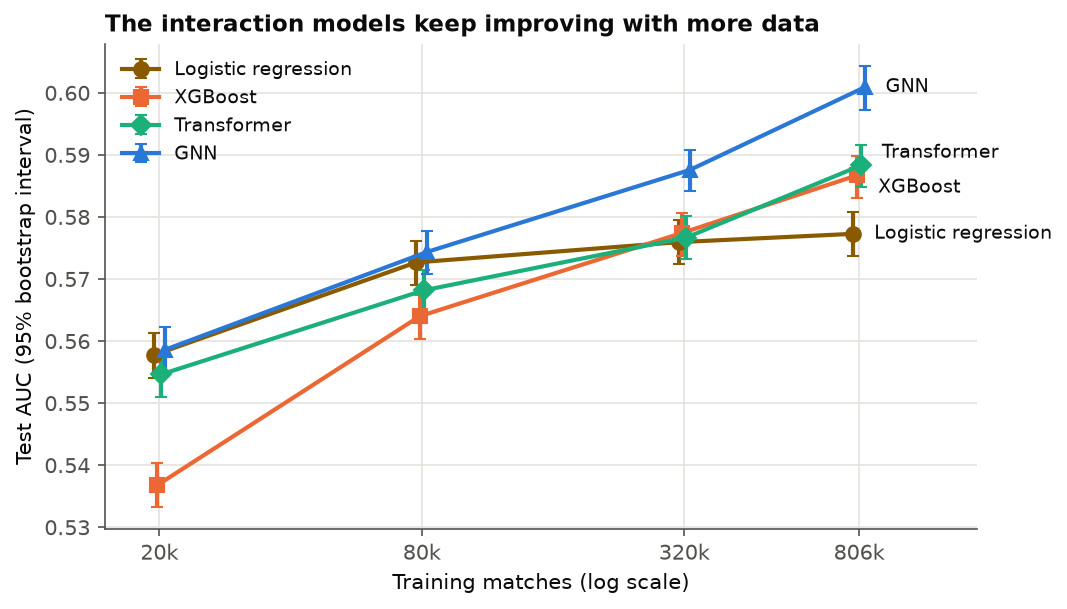 The interaction models keep improving with more data
Logistic regression
XGBoost
Transformer
GNN
0.60
0.59
0.58
0.57
0.56
0.55
0.54
0.53
Test AUC (95% bootstrap interval)
GNN
Transformer
XGBoost
Logistic regression
20k
80k
320k
806k
Training matches (log scale)